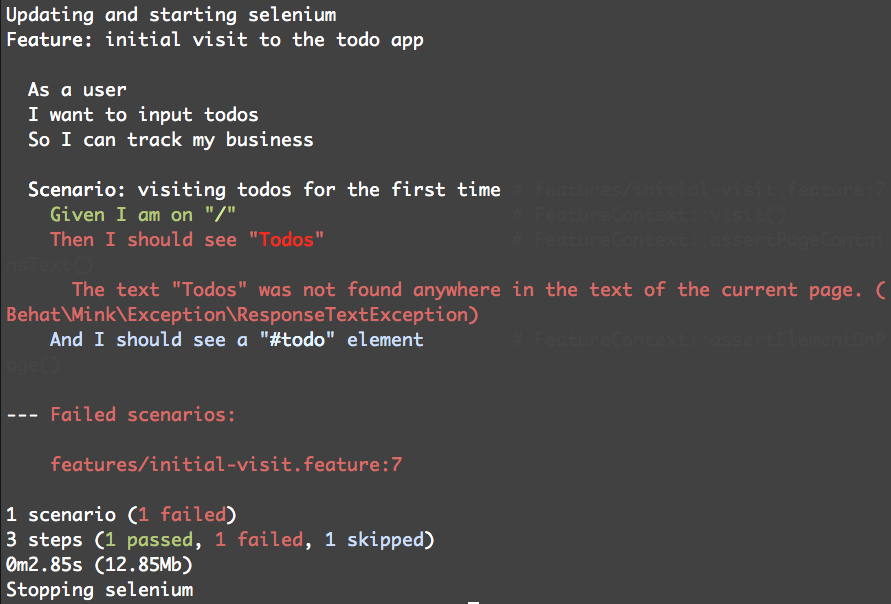 Updating and starting selenium
Feature: initial visit to the todo app
As a user
I want to input todos
So I can track my business
Scenario: visiting todos for the first time # features/initial-visit.feature:7
Given I am on "/" # FeatureContext::visit()
Then I should see "Todos" # FeatureContext::assertPageContai
nsText()
The text "Todos" was not found anywhere in the text of the current page. (
Behat\Mink\Exception\ResponseTextException)
And I should see a "#todo" element # FeatureContext::assertElementOnP
age()
--- Failed scenarios:
features/initial-visit.feature:7
1 scenario (1 failed)
3 steps (1 passed, 1 failed, 1 skipped)
0m2.85s (12.85Mb)
Stopping selenium